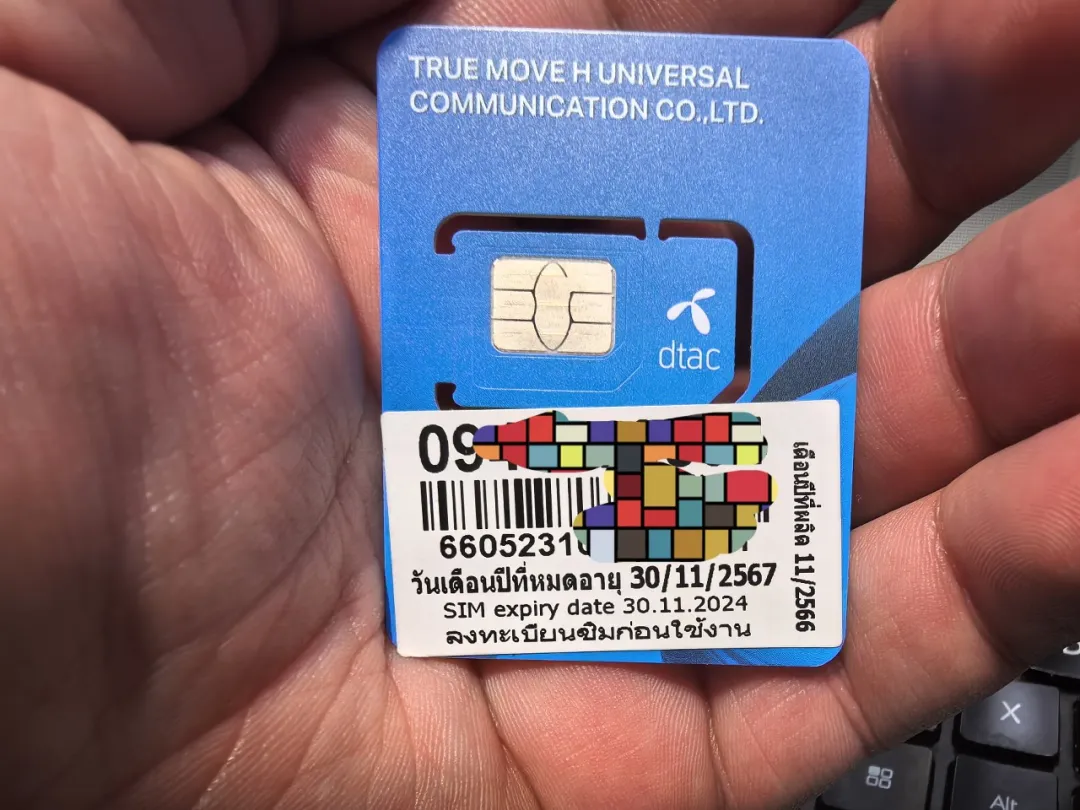 TRUE MOVE H UNIVERSAL
COMMUNICATION CO.,LTD.
dtac
09
6605231
วันเดือนปีที่หมดอายุ 30/11/2567
SIM expiry date 30.11.2024
ลงทะเบียนซิมก่อนใช้งาน
เดือนปีที่ผลิต 11/2566
X
Alt